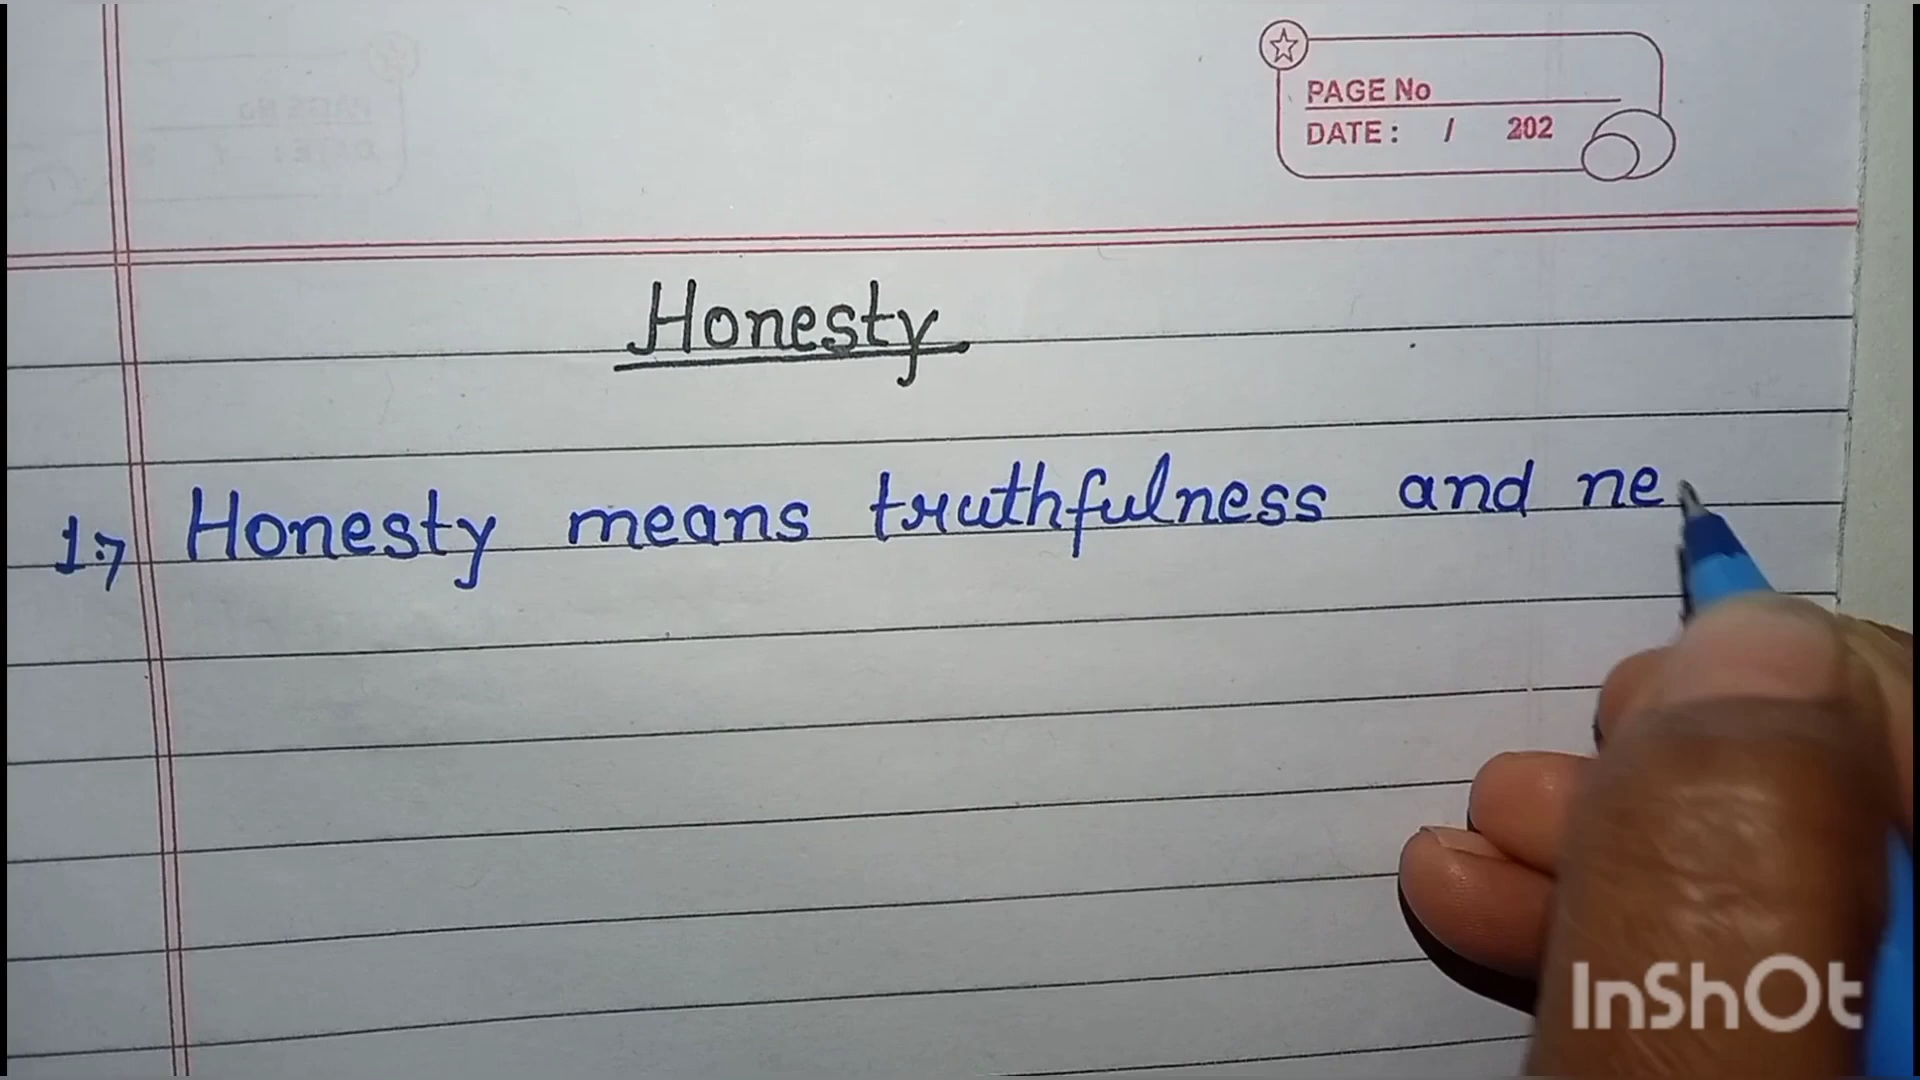 PAGE No
DATE: / 202
Honesty
1:- Honesty means truthfulness and ne
InShOt